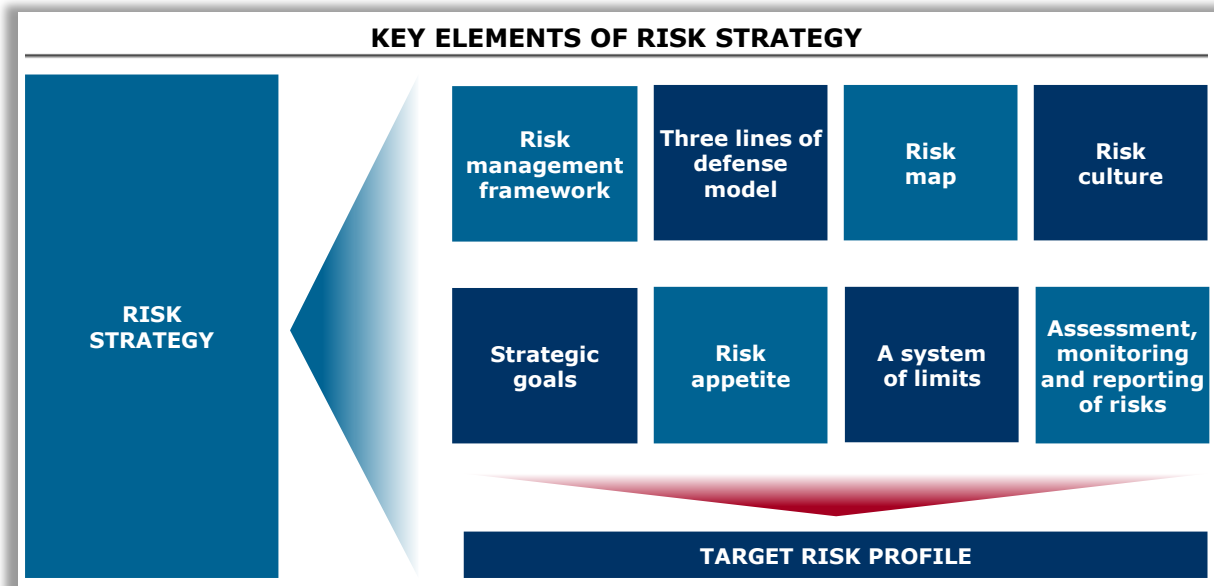 KEY ELEMENTS OF RISK STRATEGY
RISK
STRATEGY
Risk
management
framework
Three lines of
defense
model
Risk
map
Risk
culture
Strategic
goals
Risk
appetite
A system
of limits
Assessment,
monitoring
and reporting
of risks
TARGET RISK PROFILE